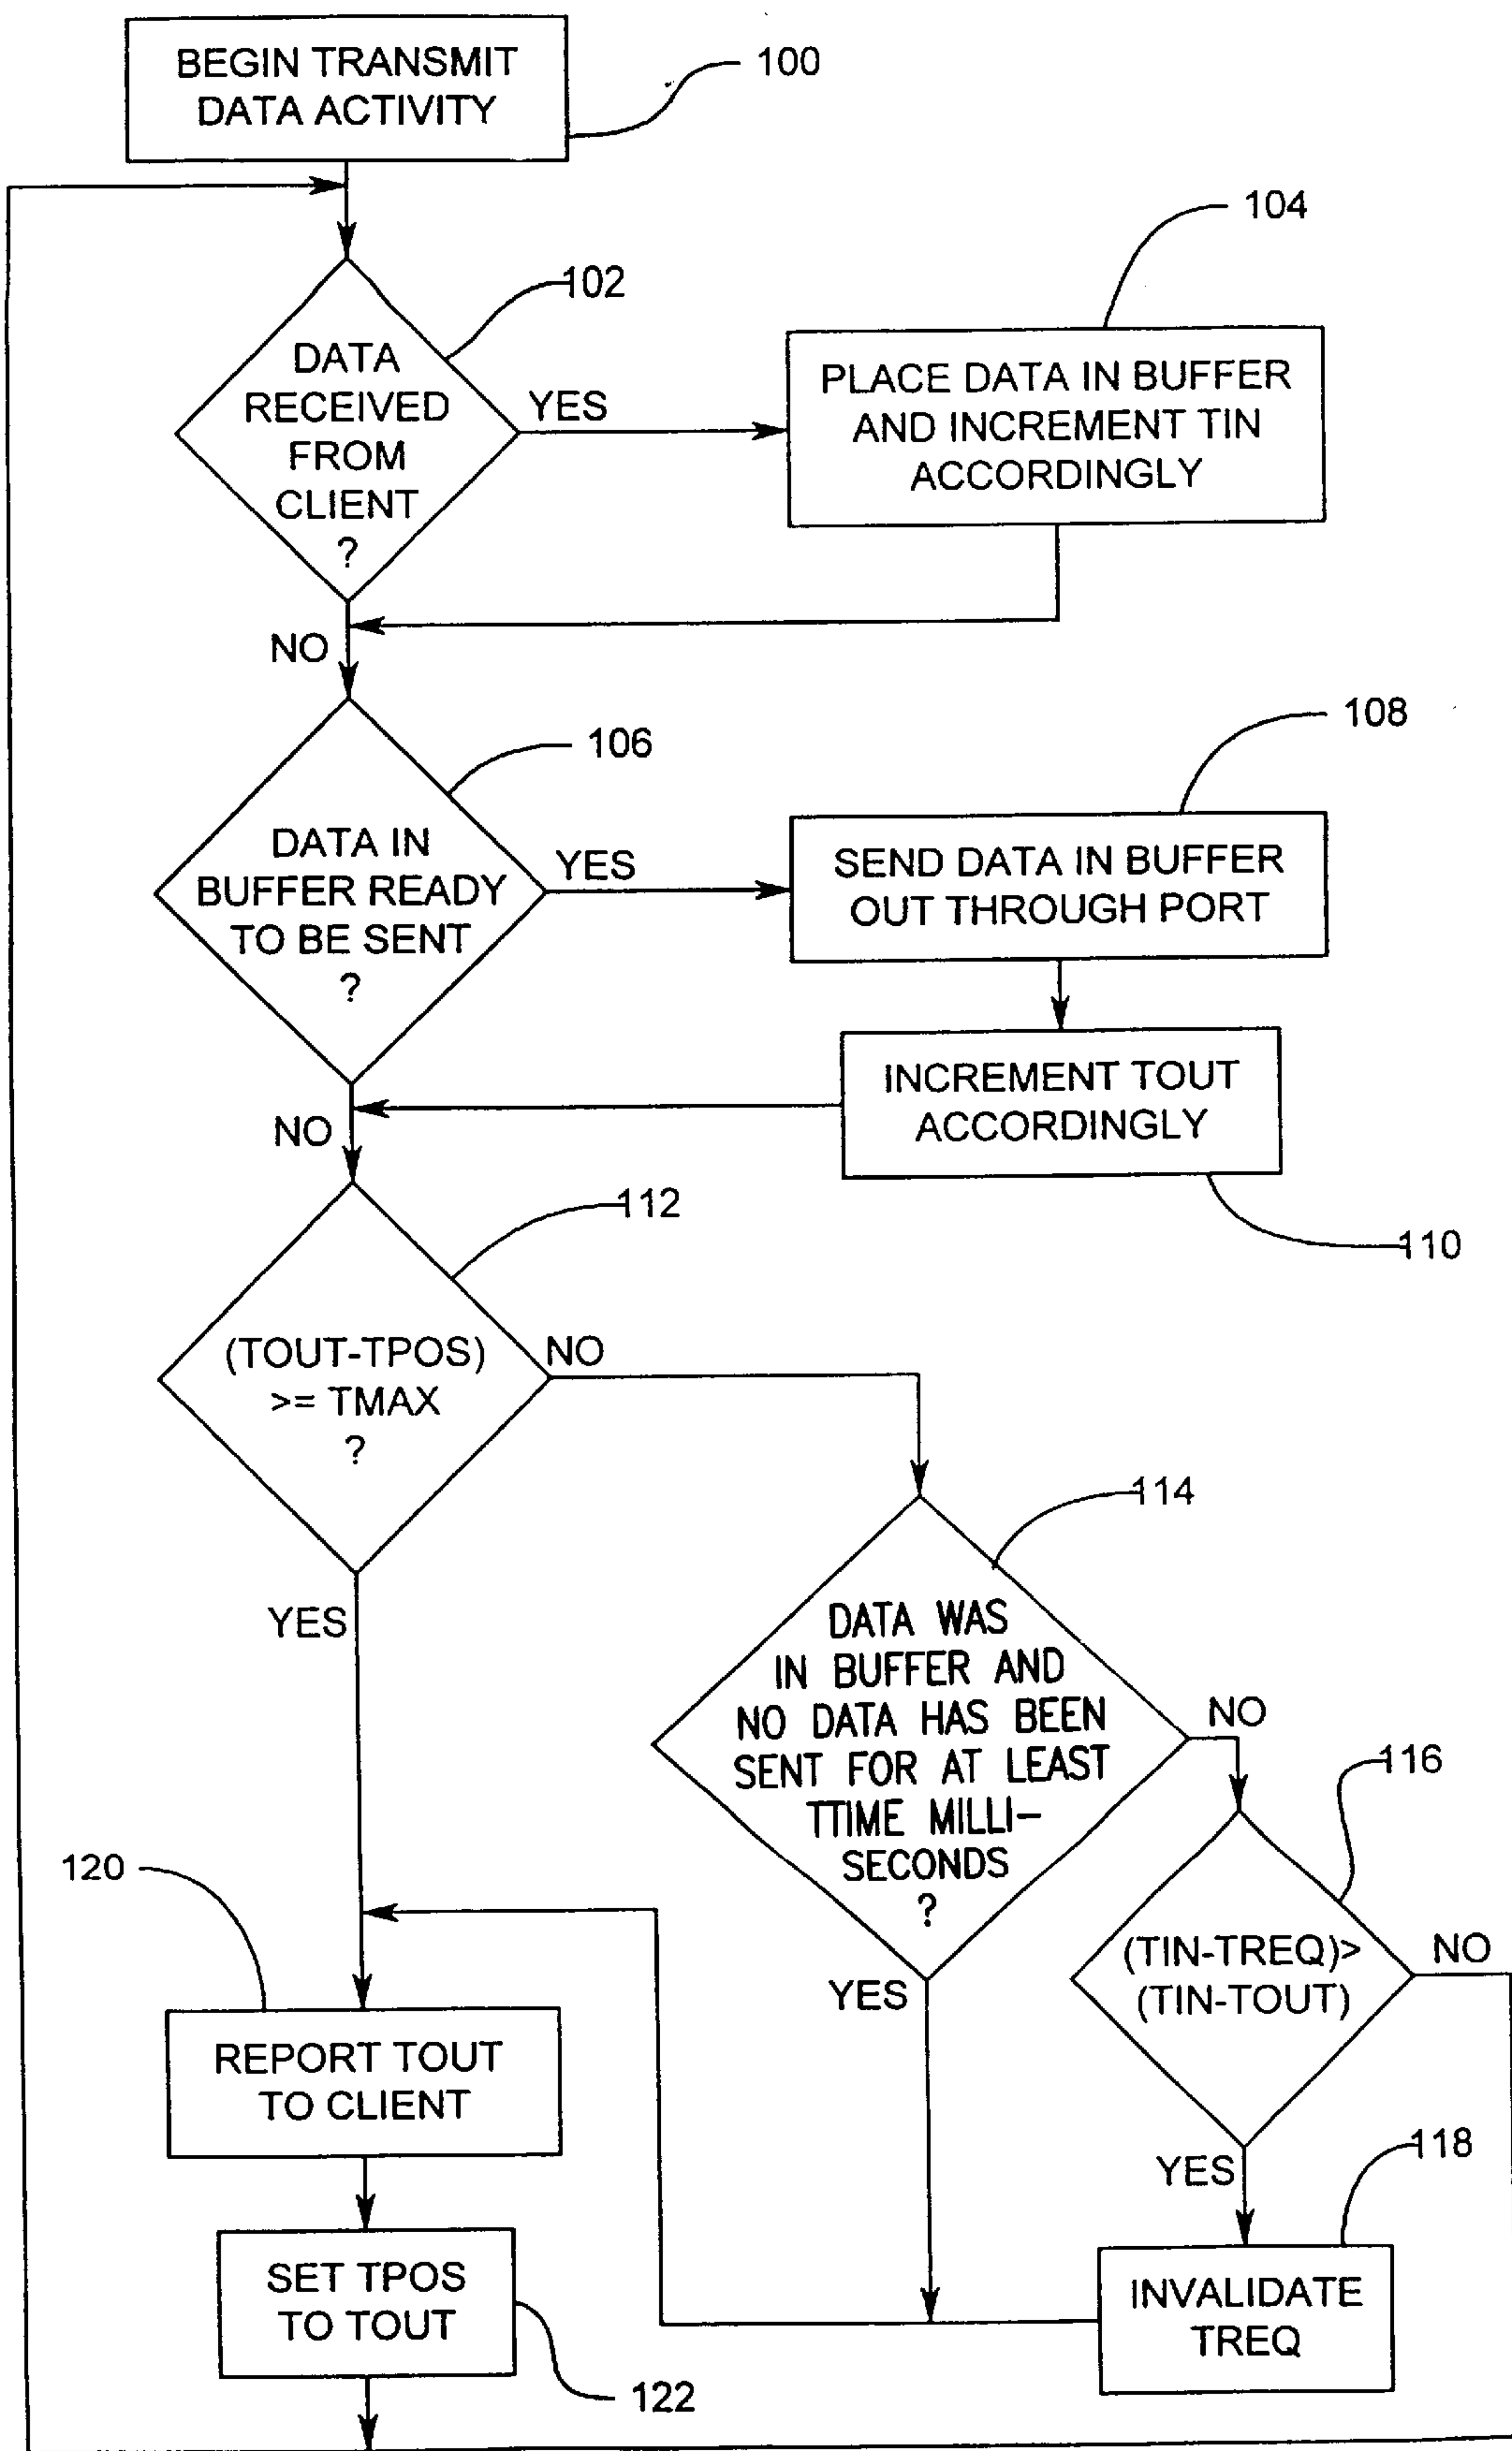 BEGIN TRANSMIT
DATA ACTIVITY
100
104
102
DATA
RECEIVED
FROM
CLIENT
?
YES
PLACE DATA IN BUFFER
AND INCREMENT TIN
ACCORDINGLY
NO
106
108
DATA IN
BUFFER READY
TO BE SENT
?
YES
SEND DATA IN BUFFER
OUT THROUGH PORT
INCREMENT TOUT
ACCORDINGLY
NO
110
112
(TOUT-TPOS)
>= TMAX
?
NO
YES
114
DATA WAS
IN BUFFER AND
NO DATA HAS BEEN
SENT FOR AT LEAST
TTIME MILLI-
SECONDS
?
NO
YES
116
(TIN-TREQ)>
(TIN-TOUT)
NO
YES
118
120
REPORT TOUT
TO CLIENT
SET TPOS
TO TOUT
122
INVALIDATE
TREQ